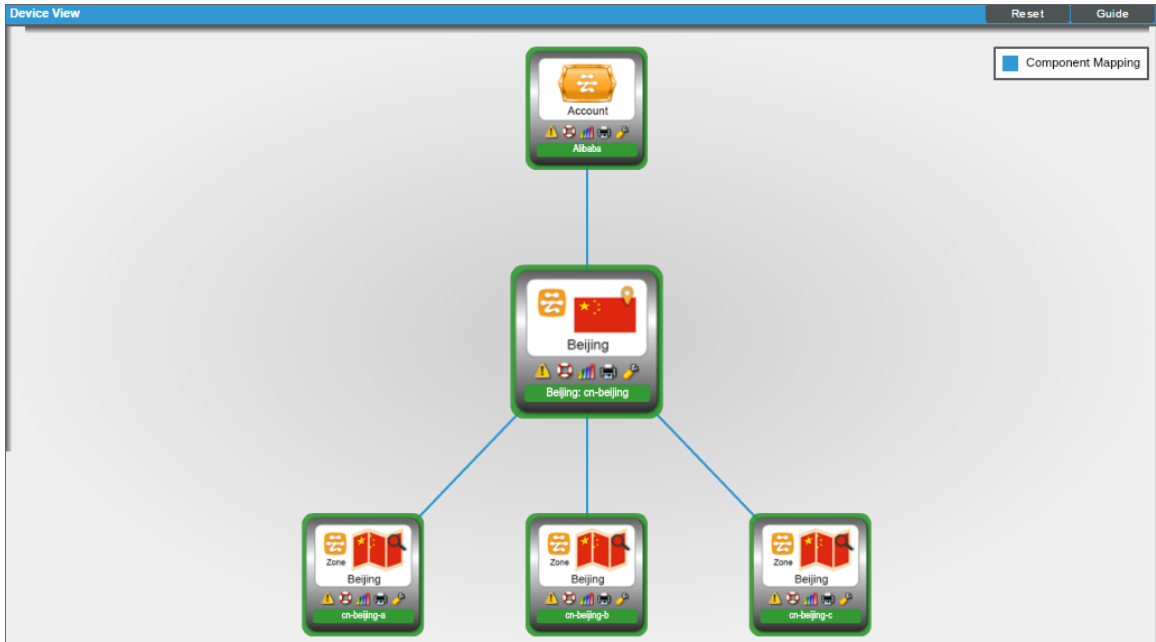 Device View
Reset
Guide
Component Mapping
Account
Alibaba
Beijing
Beijing: cn-beijing
Zone
Beijing
cn-beijing-a
Zone
Beijing
cn-beijing-b
Zone
Beijing
cn-beijing-c